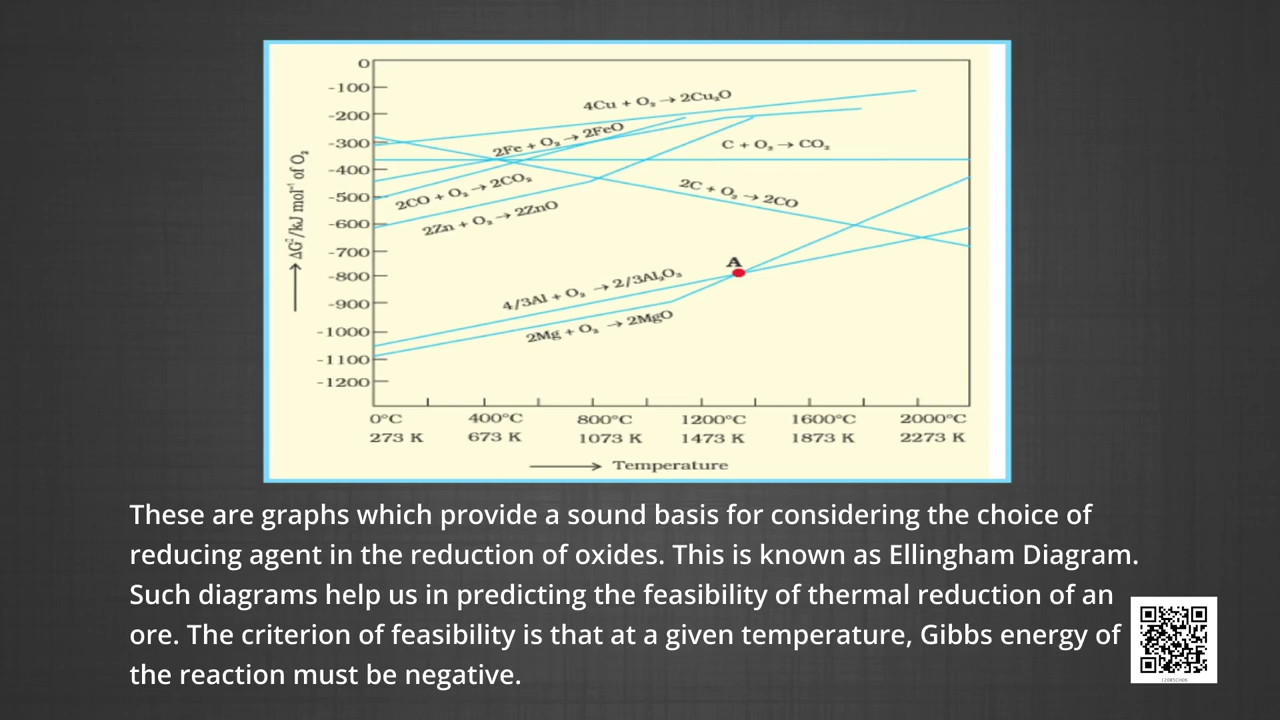 0
-100
-200
-300
-400
-500
-600
-700
-800
-900
-1000
-1100
-1200
ΔG°/kJ mol⁻¹ of O₂
4Cu + O₂ → 2Cu₂O
2Fe + O₂ → 2FeO
C + O₂ → CO₂
2CO + O₂ → 2CO₂
2C + O₂ → 2CO
2Zn + O₂ → 2ZnO
A
4/3Al + O₂ → 2/3Al₂O₃
2Mg + O₂ → 2MgO
0°C 400°C 800°C 1200°C 1600°C 2000°C
273 K 673 K 1073 K 1473 K 1873 K 2273 K
Temperature
These are graphs which provide a sound basis for considering the choice of
reducing agent in the reduction of oxides. This is known as Ellingham Diagram.
Such diagrams help us in predicting the feasibility of thermal reduction of an
ore. The criterion of feasibility is that at a given temperature, Gibbs energy of
the reaction must be negative.
12085CH06